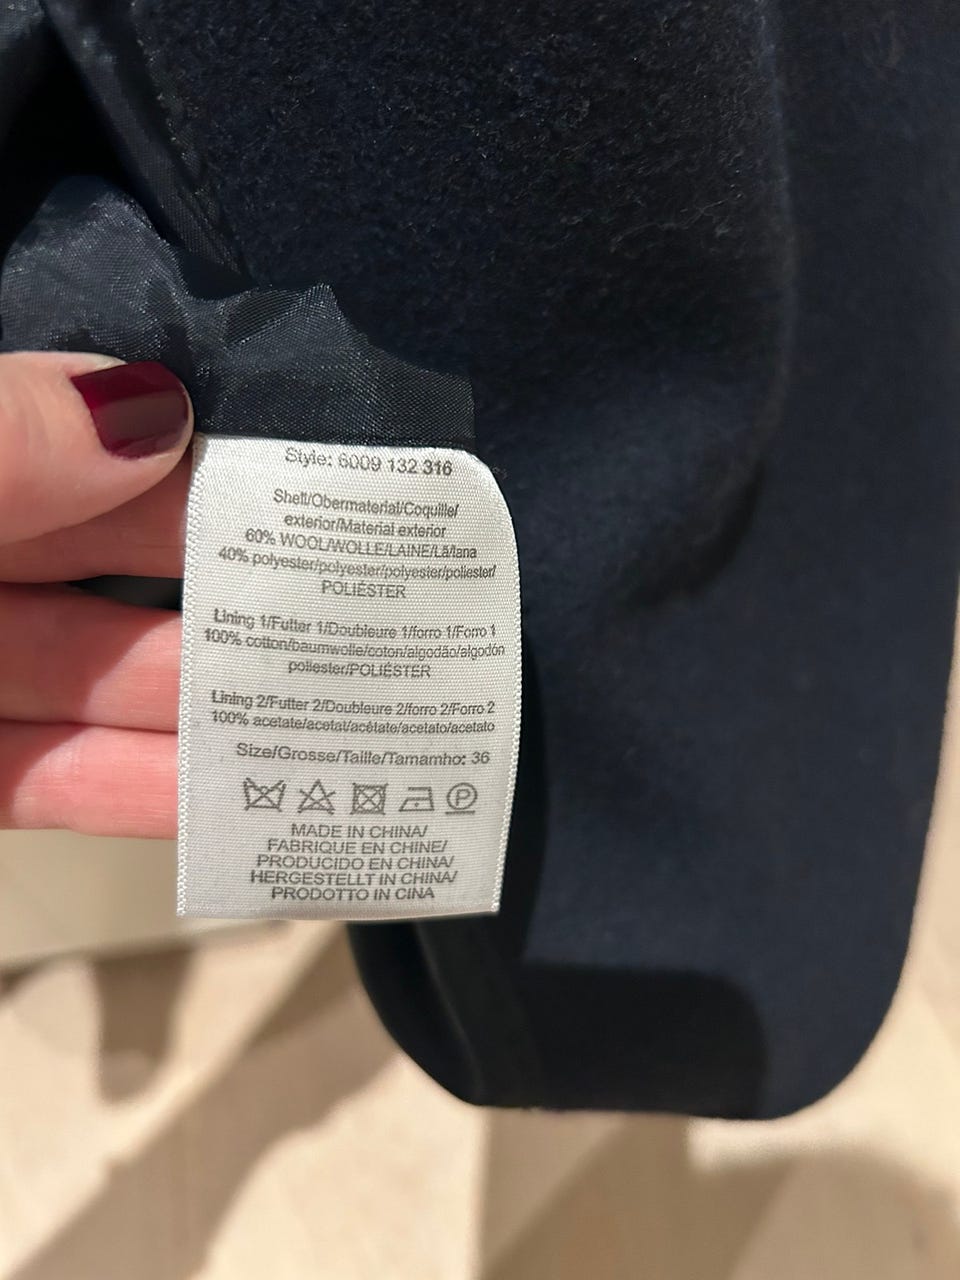 Style: 6009 132 316
Shell/Obermaterial/Coquille/
exterior/Material exterior
60% WOOL/WOLLE/LAINE/Lã/lana
40% polyester/polyester/polyester/poliester/
POLIÉSTER
Lining 1/Futter 1/Doubleure 1/forro 1/Forro 1
100% cotton/baumwolle/coton/algodão/algodón
poliester/POLIÉSTER
Lining 2/Futter 2/Doubleure 2/forro 2/Forro 2
100% acetate/acetat/acétate/acetato/acetato
Size/Grosse/Taille/Tamamho: 36
P
MADE IN CHINA/
FABRIQUE EN CHINE/
PRODUCIDO EN CHINA/
HERGESTELLT IN CHINA/
PRODOTTO IN CINA